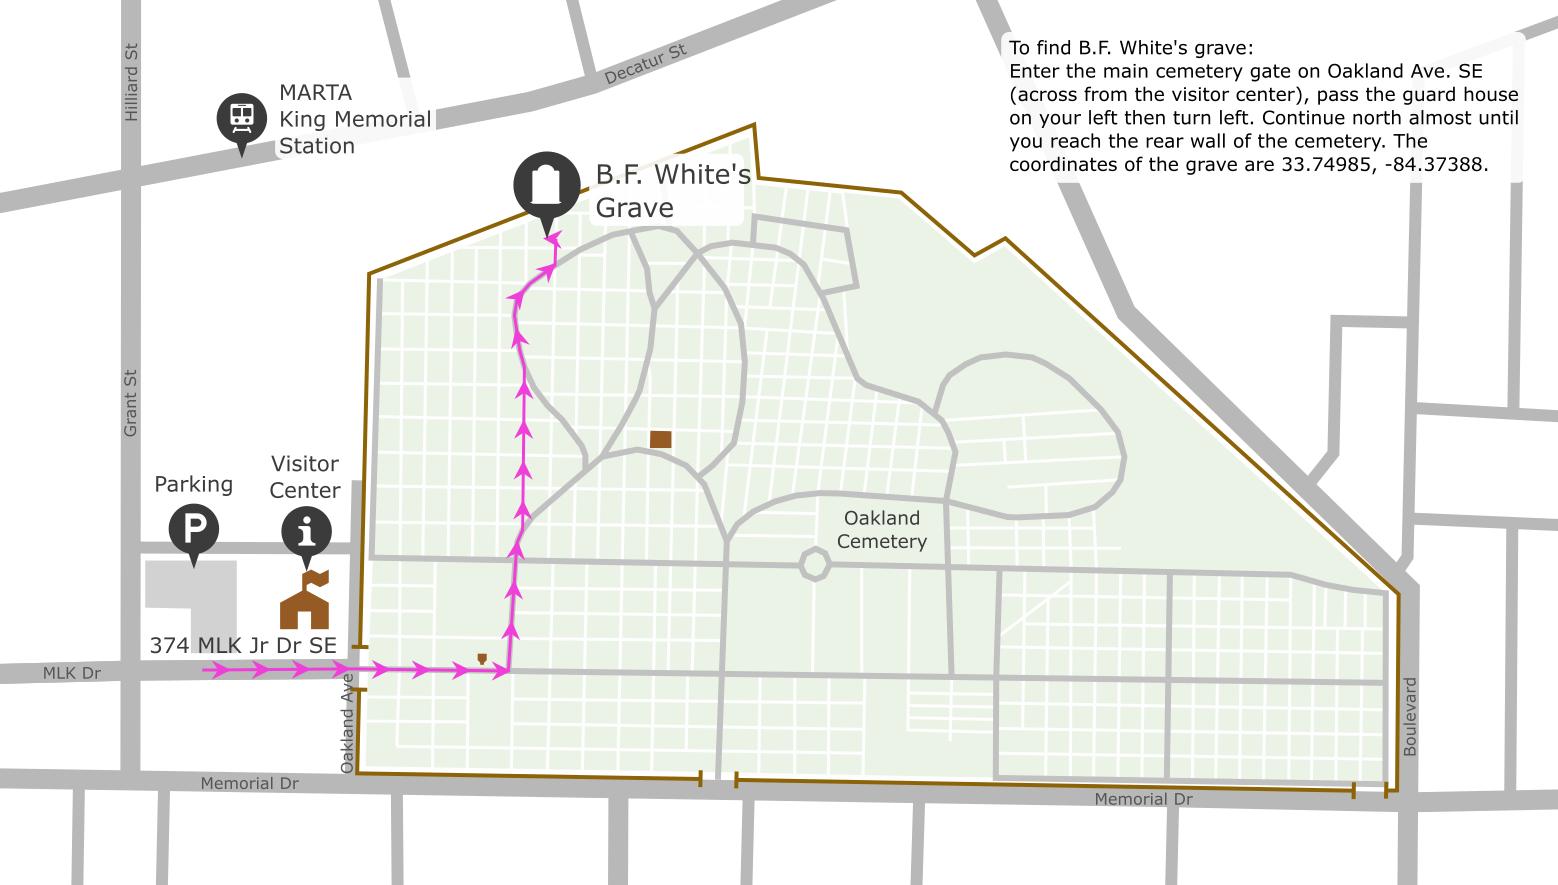 To find B.F. White's grave:
Enter the main cemetery gate on Oakland Ave. SE
(across from the visitor center), pass the guard house
on your left then turn left. Continue north almost until
you reach the rear wall of the cemetery. The
coordinates of the grave are 33.74985, -84.37388.
Hilliard St
Decatur St
MARTA
King Memorial
Station
B.F. White's
Grave
Grant St
Visitor
Center
Parking
P
i
Oakland
Cemetery
374 MLK Jr Dr SE
MLK Dr
Oakland Ave
Boulevard
Memorial Dr
Memorial Dr